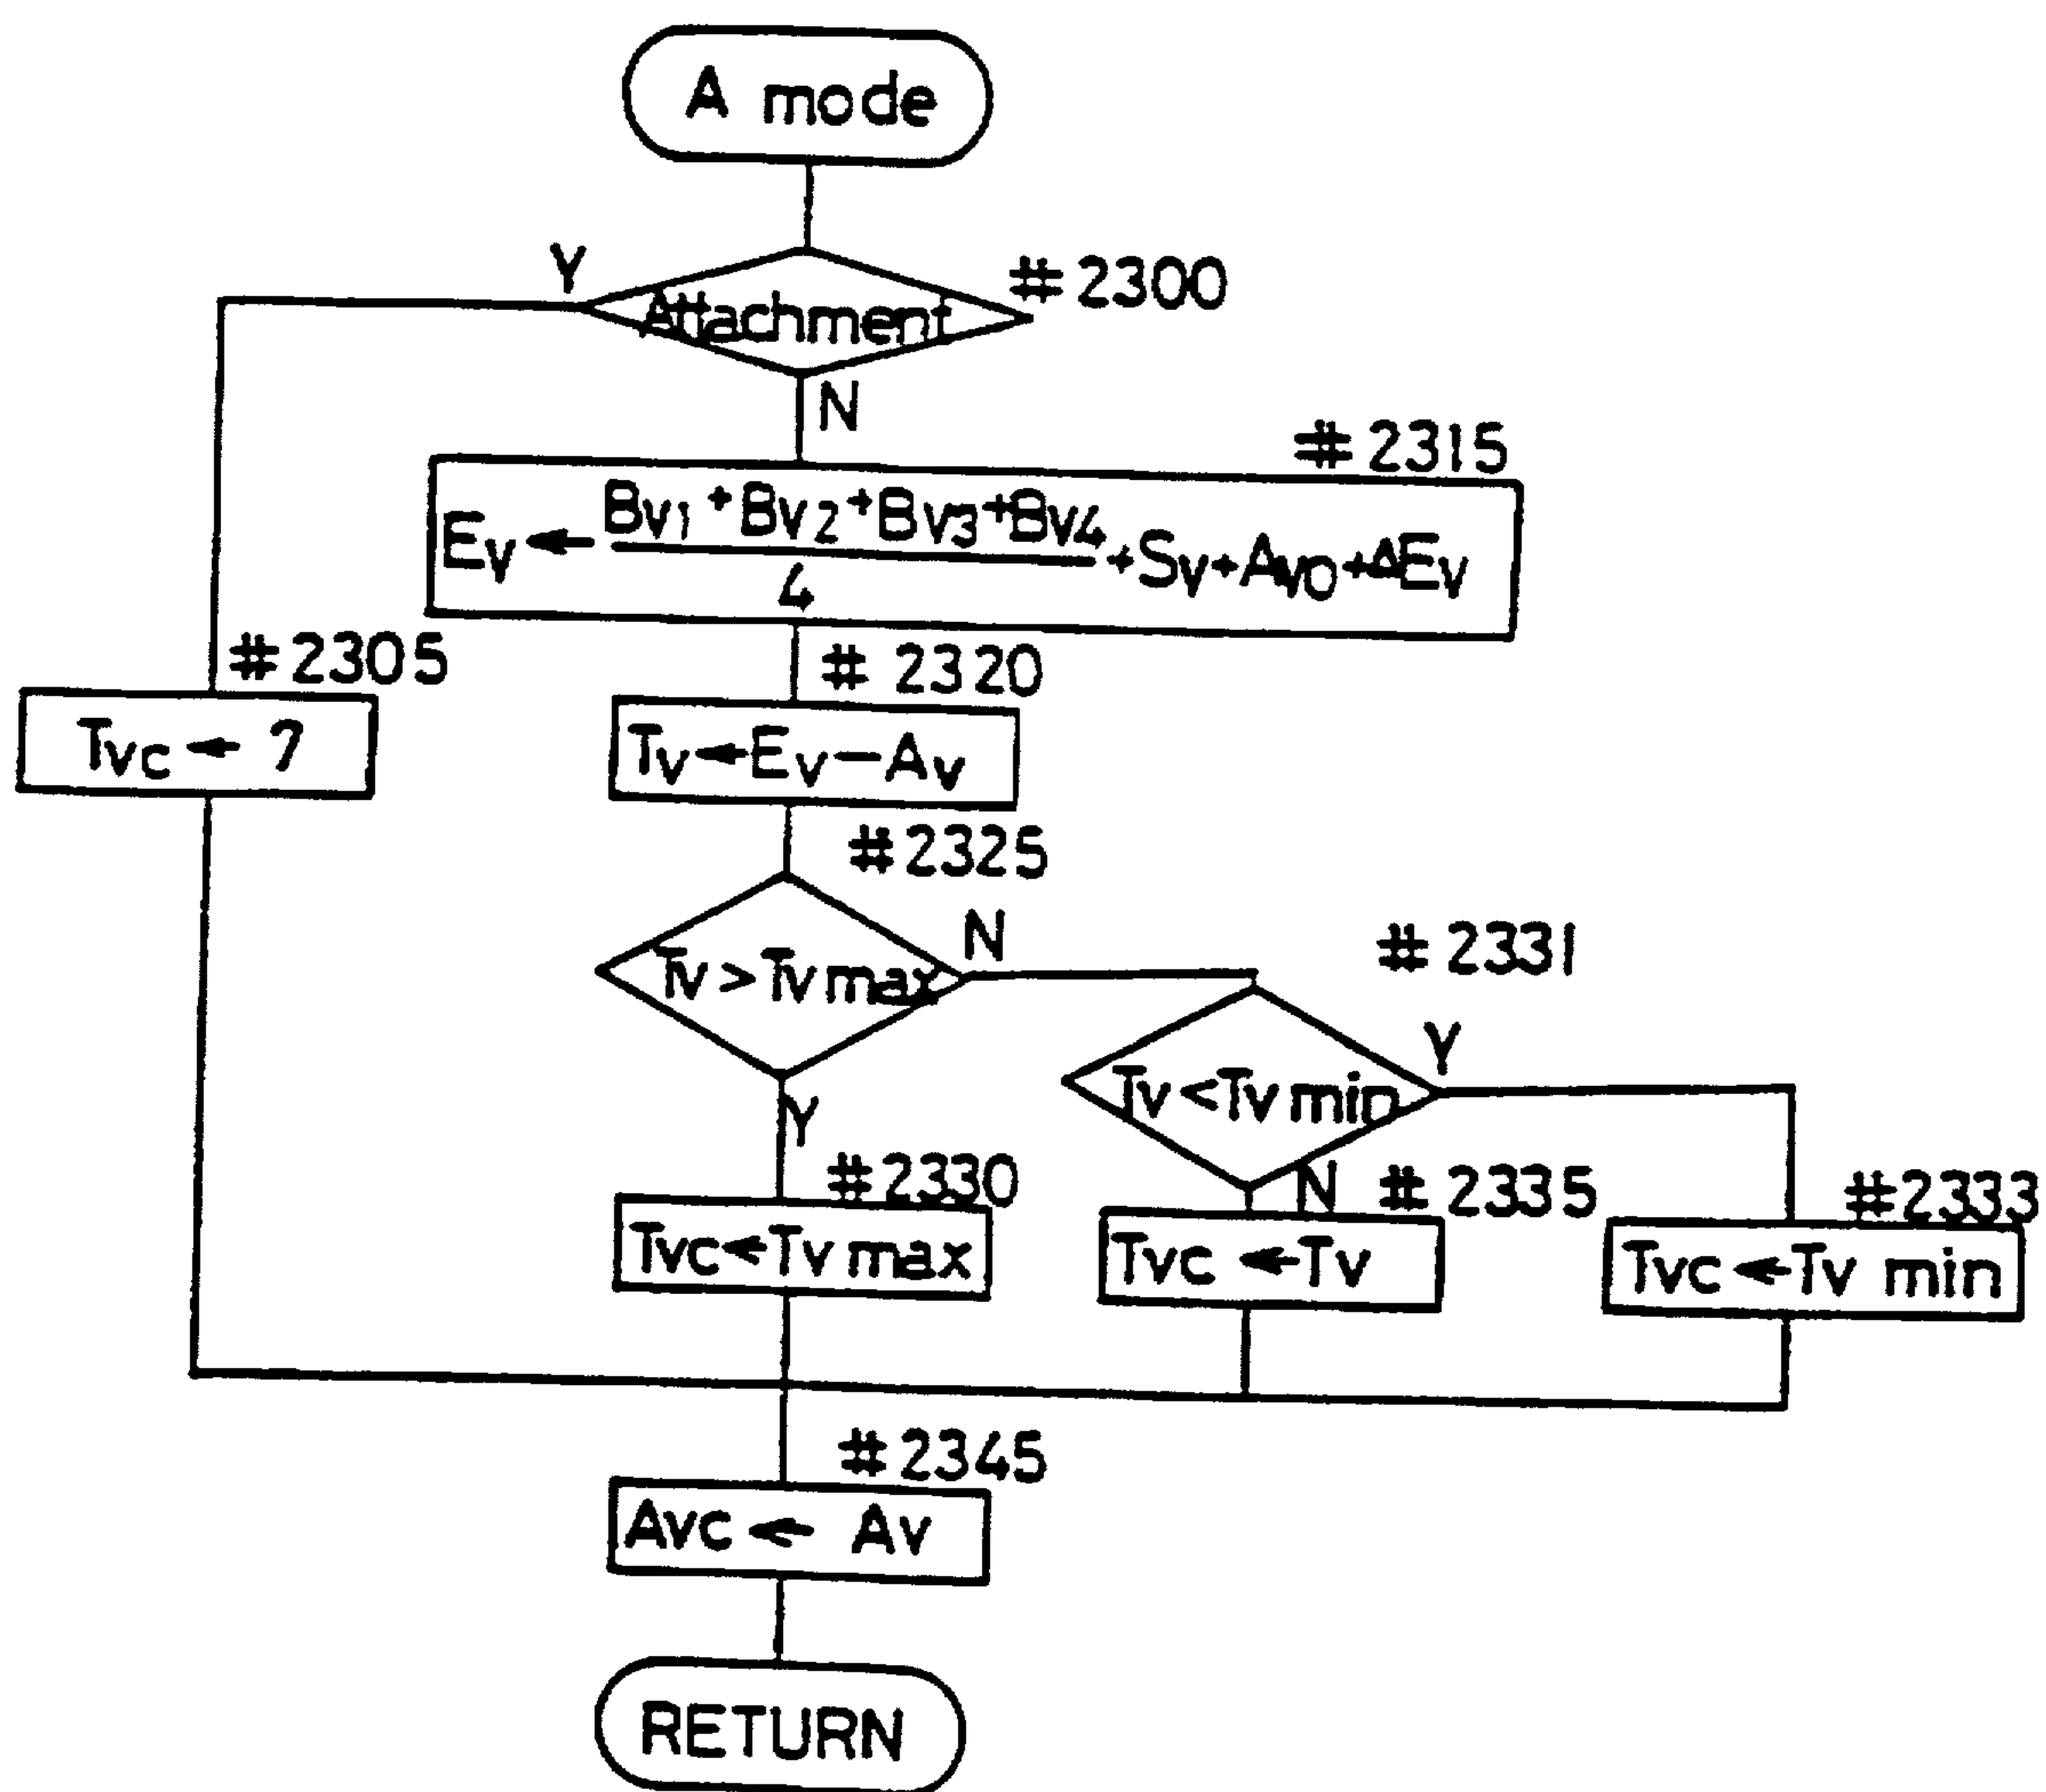 A mode
Y
Attachment
#2300
N
#2315
Ev ← Bv1+Bv2+Bv3+Bv4 / 4 +Sv+Avo+ΔEv
#2305
#2320
Tvc ← 7
Tv←Ev−Av
#2325
Tv>Tv max
N
#2331
Tv<Tv min
Y
Y
#2330
N
#2335
#2333
Tvc←Tv max
Tvc ←Tv
Tvc←Tv min
#2345
Avc ← Av
RETURN